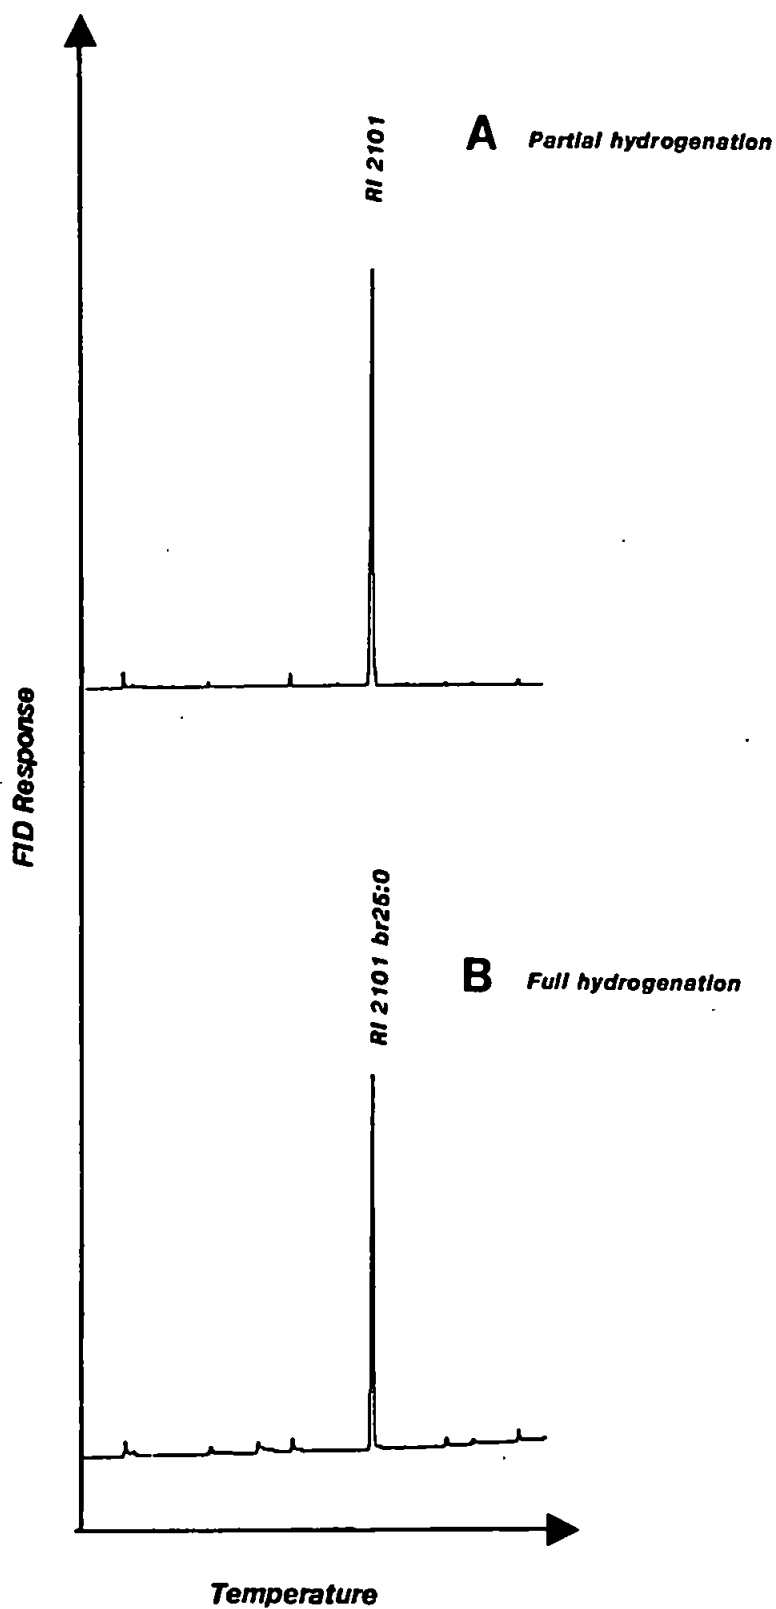 RI 2101
A Partial hydrogenation
FID Response
RI 2101 br25:0
B Full hydrogenation
Temperature